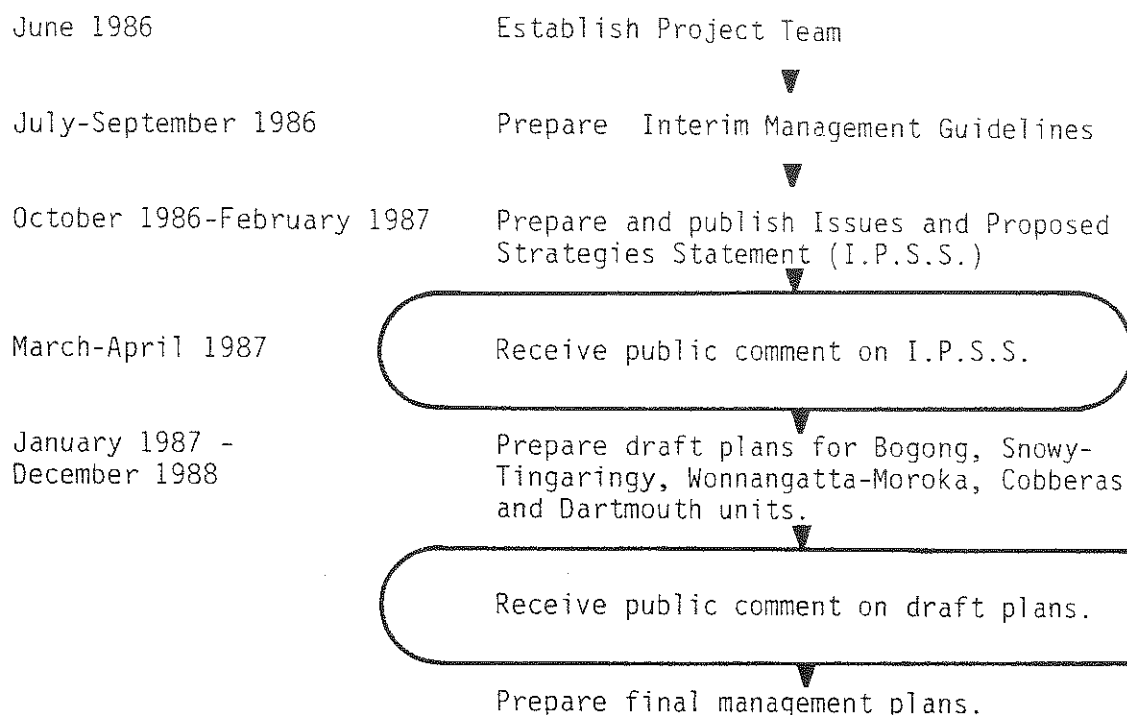 June 1986 Establish Project Team
July-September 1986 Prepare Interim Management Guidelines
October 1986-February 1987 Prepare and publish Issues and Proposed
Strategies Statement (I.P.S.S.)
March-April 1987 Receive public comment on I.P.S.S.
January 1987 - Prepare draft plans for Bogong, Snowy-
December 1988 Tingaringy, Wonnangatta-Moroka, Cobberas
and Dartmouth units.
Receive public comment on draft plans.
Prepare final management plans.